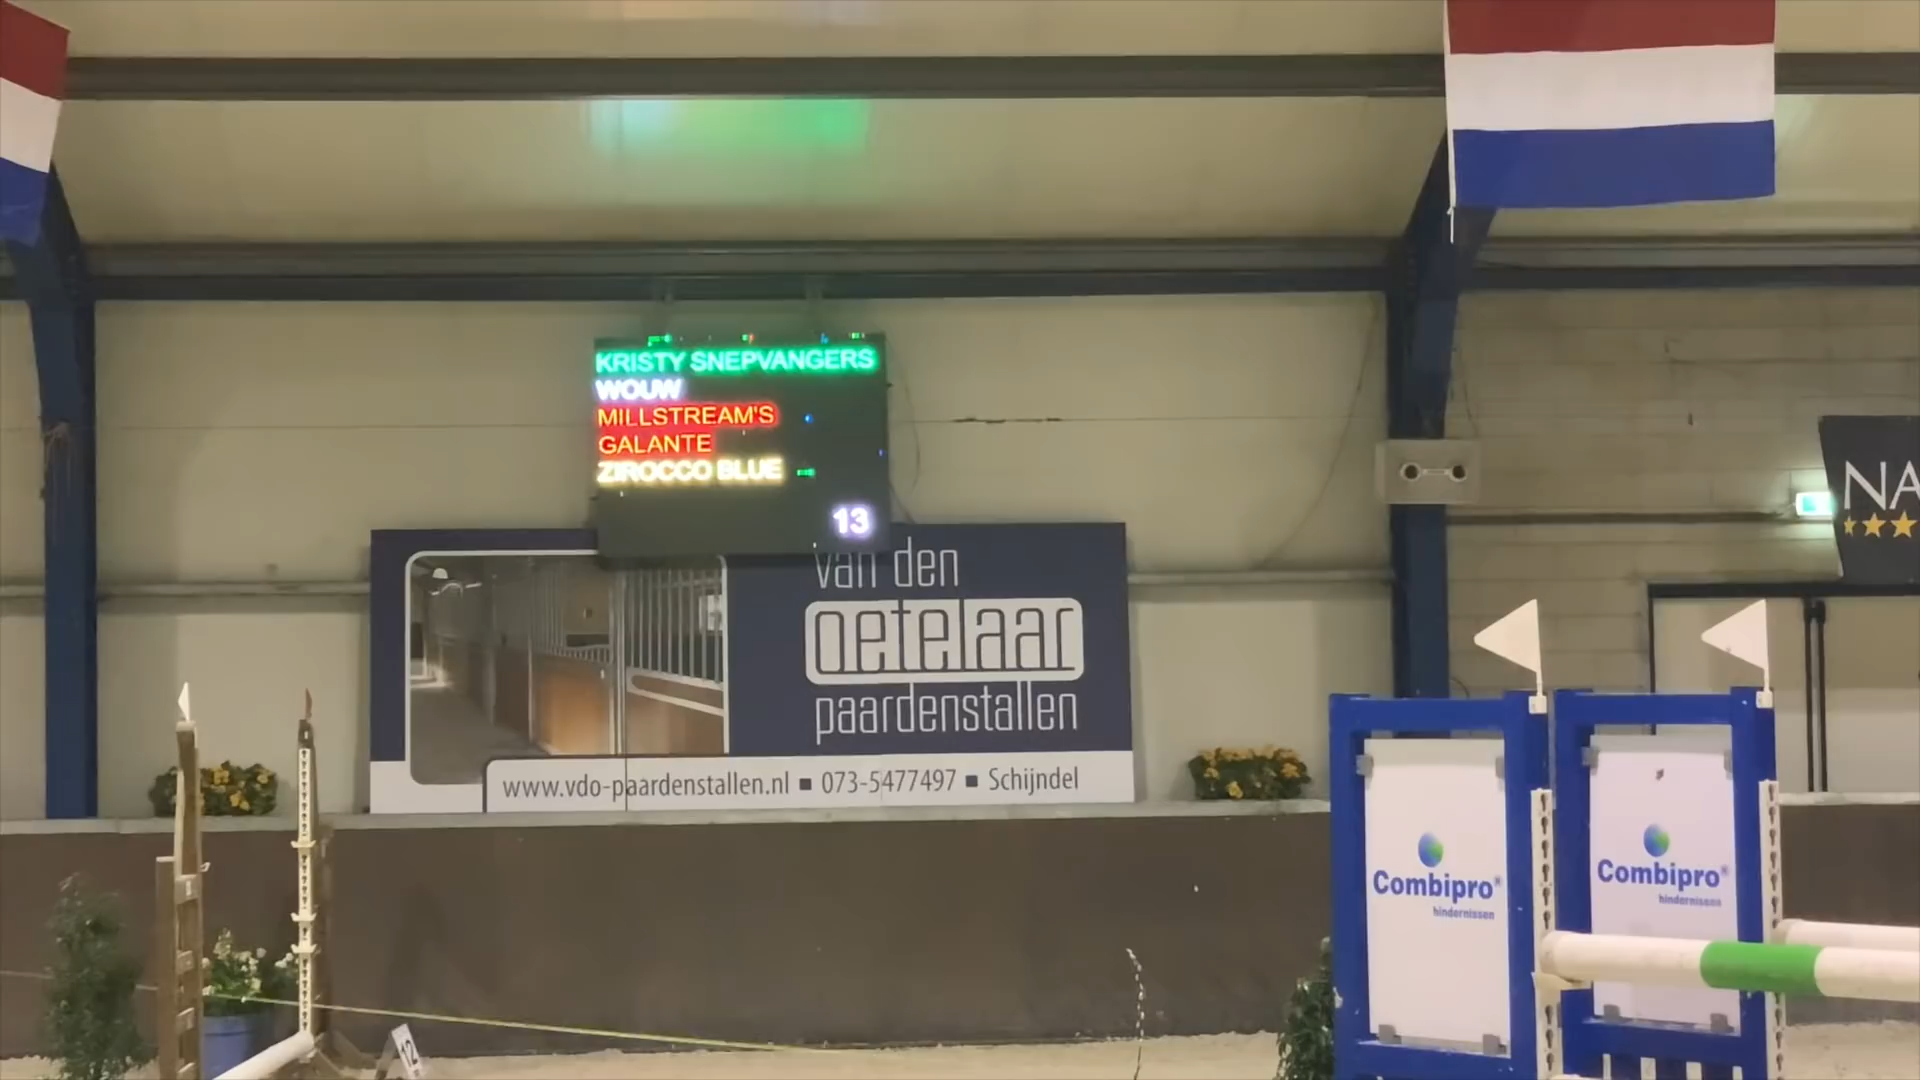 KRISTY SNEPVANGERS
WOUW
MILLSTREAM'S
GALANTE
ZIROCCO BLUE
13
van den
oetelaar
paardenstallen
www.vdo-paardenstallen.nl ■ 073-5477497 ■ Schijndel
NA
Combipro®
hindernissen
Combipro®
hindernissen
12